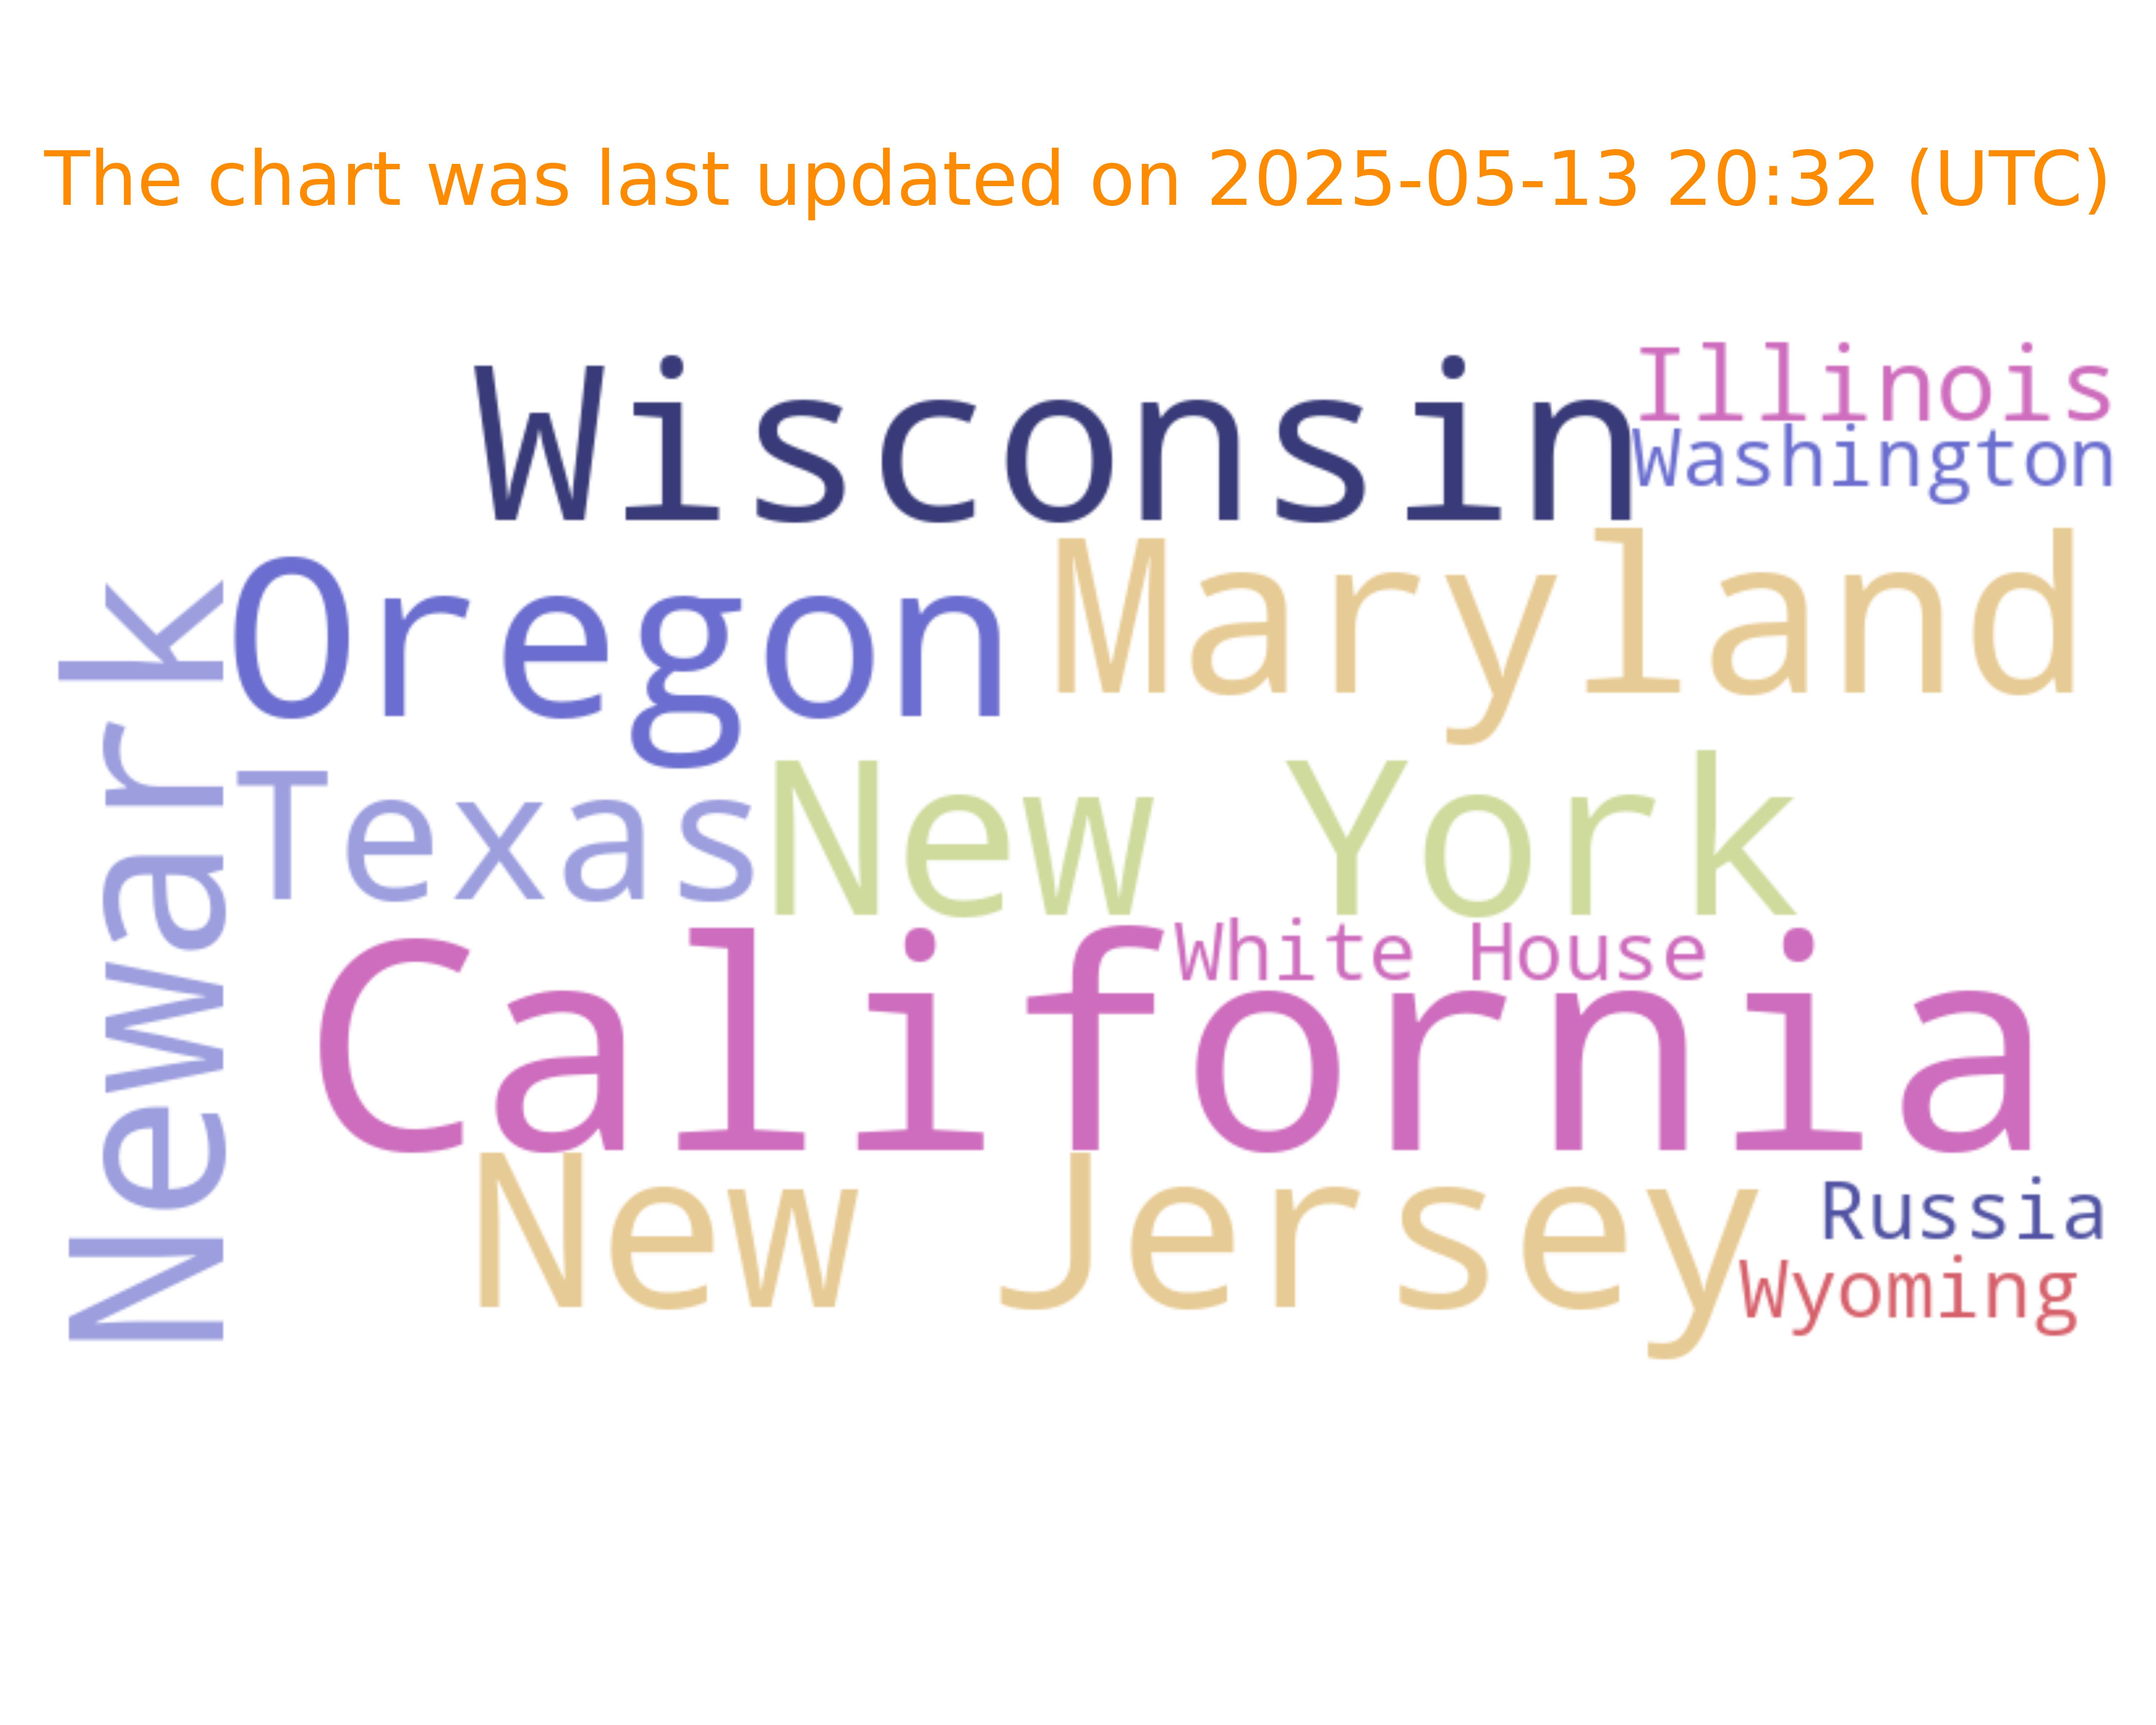 The chart was last updated on 2025-05-13 20:32 (UTC)
Wisconsin
Illinois
Washington
Oregon
Maryland
Newark
Texas
New York
White House
California
New Jersey
Russia
Wyoming